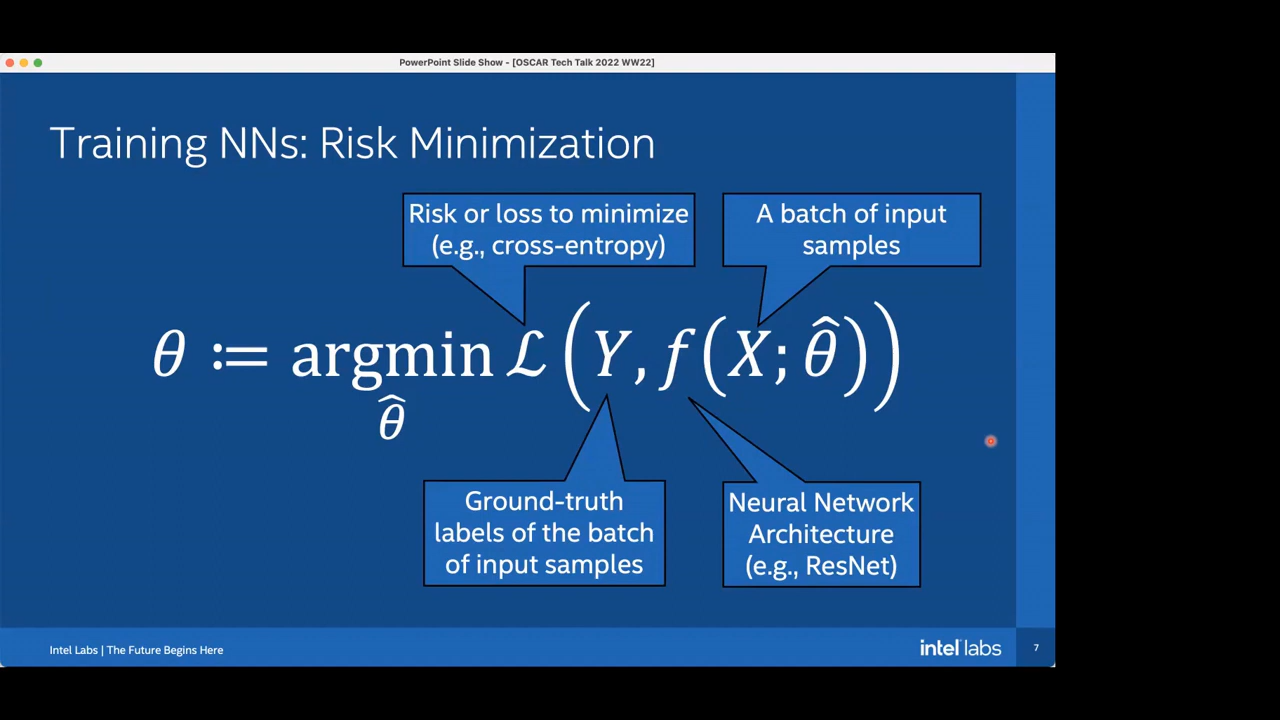 PowerPoint Slide Show - [OSCAR Tech Talk 2022 WW22]
Training NNs: Risk Minimization
Risk or loss to minimize
(e.g., cross-entropy)
A batch of input
samples
θ ≔ argmin ℒ(Y, f(X; θ̂))
θ̂
Ground-truth
labels of the batch
of input samples
Neural Network
Architecture
(e.g., ResNet)
Intel Labs | The Future Begins Here
intel labs
7